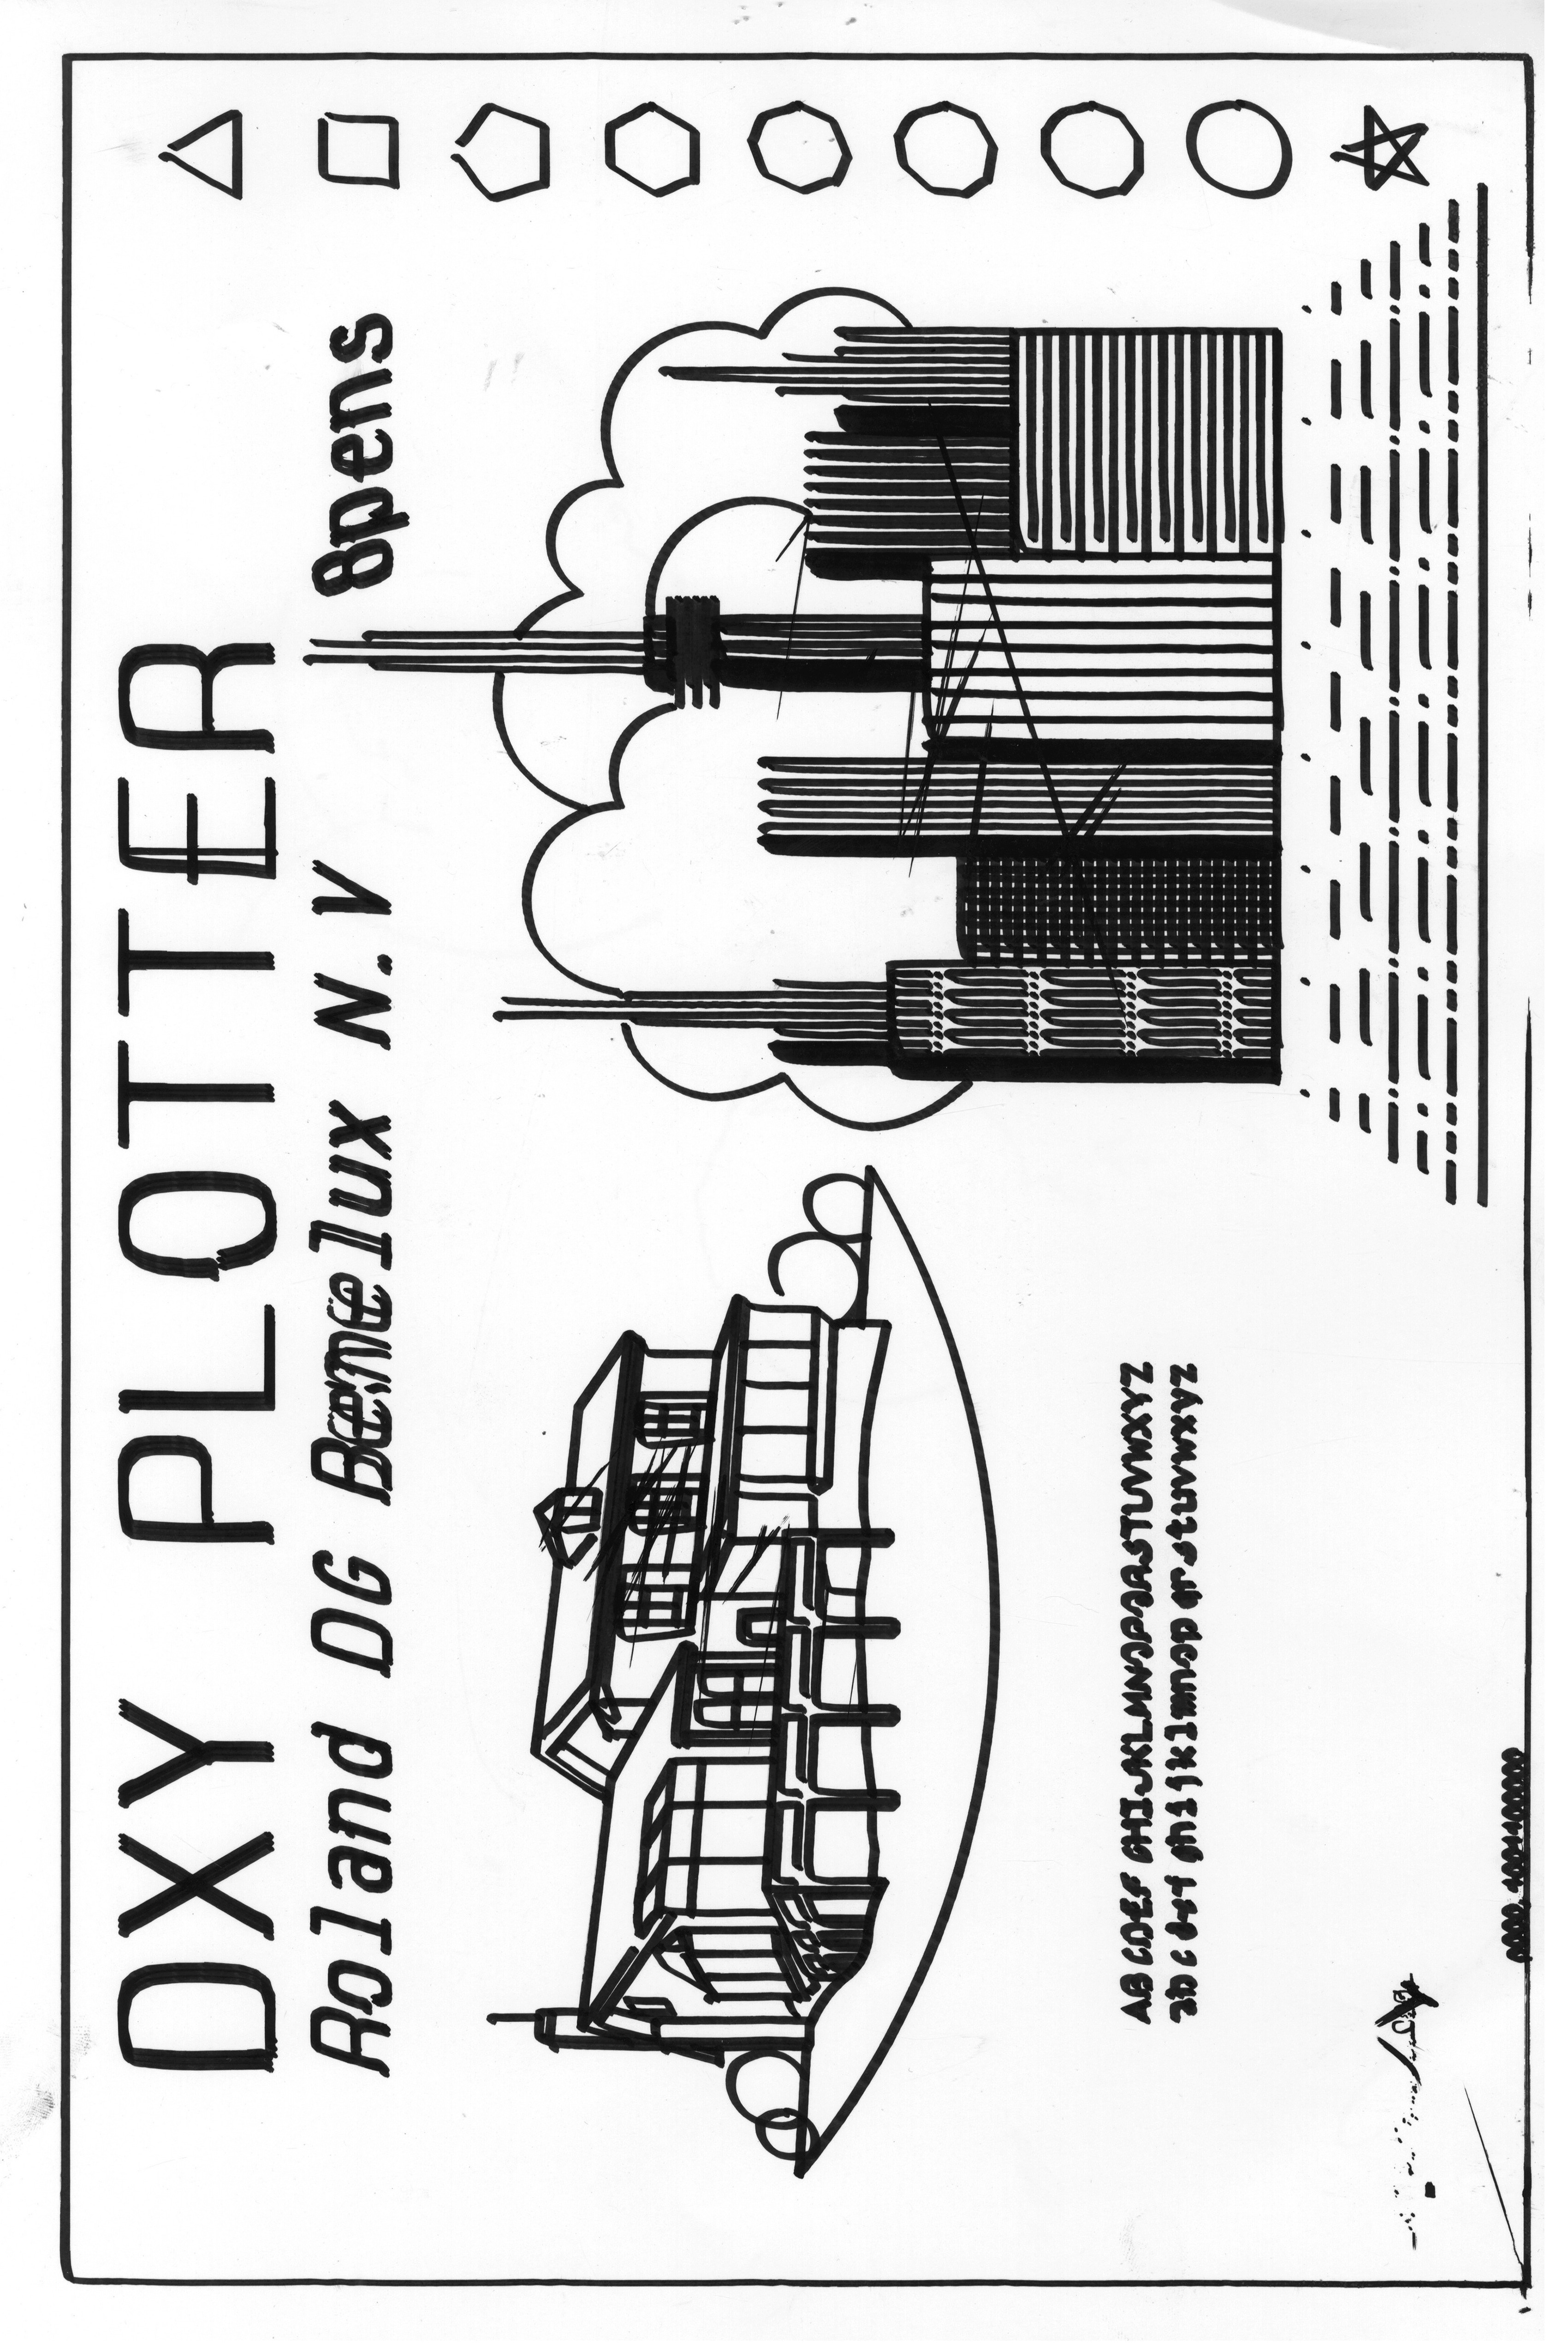 DXY PLOTTER
Roland DG Benelux N.V 8pens
ABCDEFGHIJKLMNOPQRSTUVWXYZ